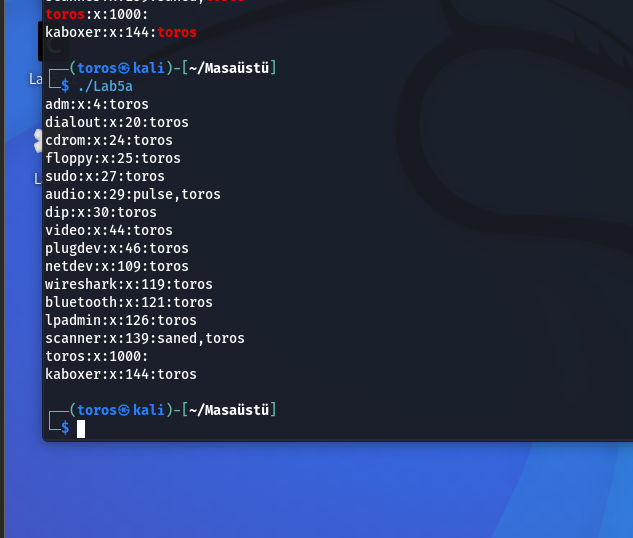 toros:x:1000:
kaboxer:x:144:toros
┌──(toros㉿kali)-[~/Masaüstü]
└─$ ./Lab5a
adm:x:4:toros
dialout:x:20:toros
cdrom:x:24:toros
floppy:x:25:toros
sudo:x:27:toros
audio:x:29:pulse,toros
dip:x:30:toros
video:x:44:toros
plugdev:x:46:toros
netdev:x:109:toros
wireshark:x:119:toros
bluetooth:x:121:toros
lpadmin:x:126:toros
scanner:x:139:saned,toros
toros:x:1000:
kaboxer:x:144:toros
┌──(toros㉿kali)-[~/Masaüstü]
└─$